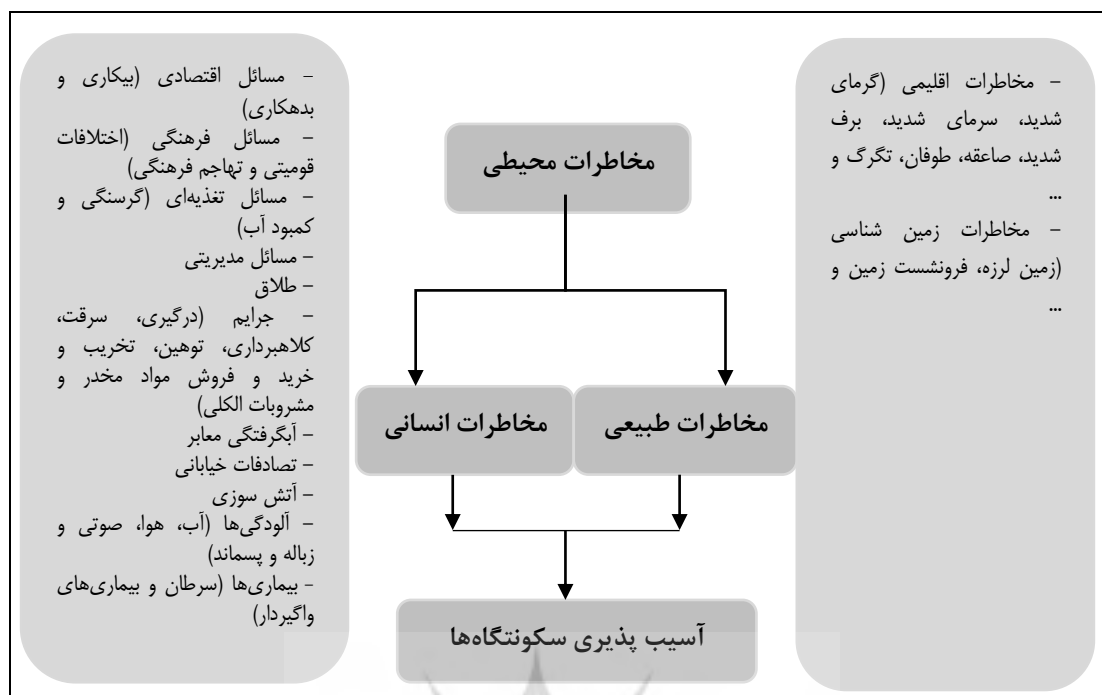 مخاطرات محیطی
- مخاطرات اقلیمی (گرمای
شدید، سرمای شدید، برف
شدید، صاعقه، طوفان، تگرگ و
...
- مخاطرات زمین شناسی
(زمین لرزه، فرونشست زمین و
...
مخاطرات طبیعی
مخاطرات انسانی
- مسائل اقتصادی (بیکاری و
بدهکاری)
- مسائل فرهنگی (اختلافات
قومیتی و تهاجم فرهنگی)
- مسائل تغذیه‌ای (گرسنگی و
کمبود آب)
- مسائل مدیریتی
- طلاق
- جرایم (درگیری، سرقت،
کلاهبرداری، توهین، تخریب و
خرید و فروش مواد مخدر و
مشروبات الکلی)
- آبگرفتگی معابر
- تصادفات خیابانی
- آتش سوزی
- آلودگی‌ها (آب، هوا، صوتی و
زباله و پسماند)
- بیماری‌ها (سرطان و بیماری‌های
واگیردار)
آسیب پذیری سکونتگاه‌ها